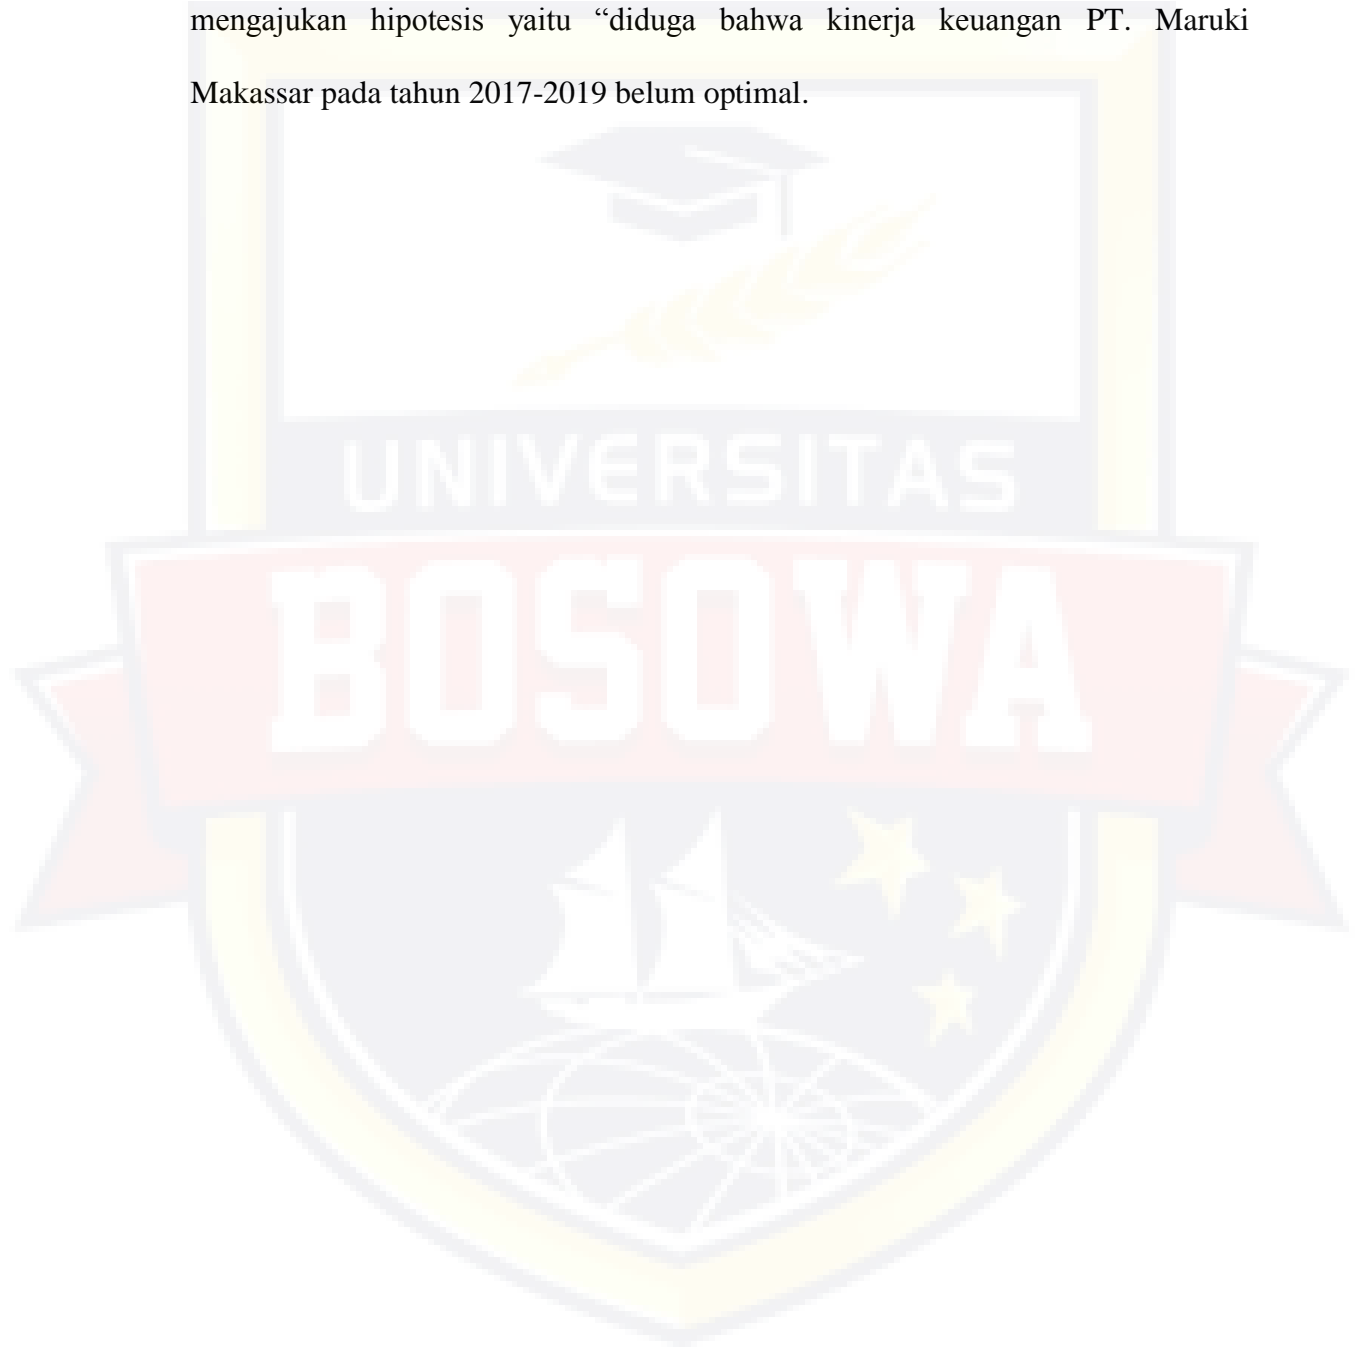 mengajukan hipotesis yaitu “diduga bahwa kinerja keuangan PT. Maruki
Makassar pada tahun 2017-2019 belum optimal.
UNIVERSITAS
BOSOWA